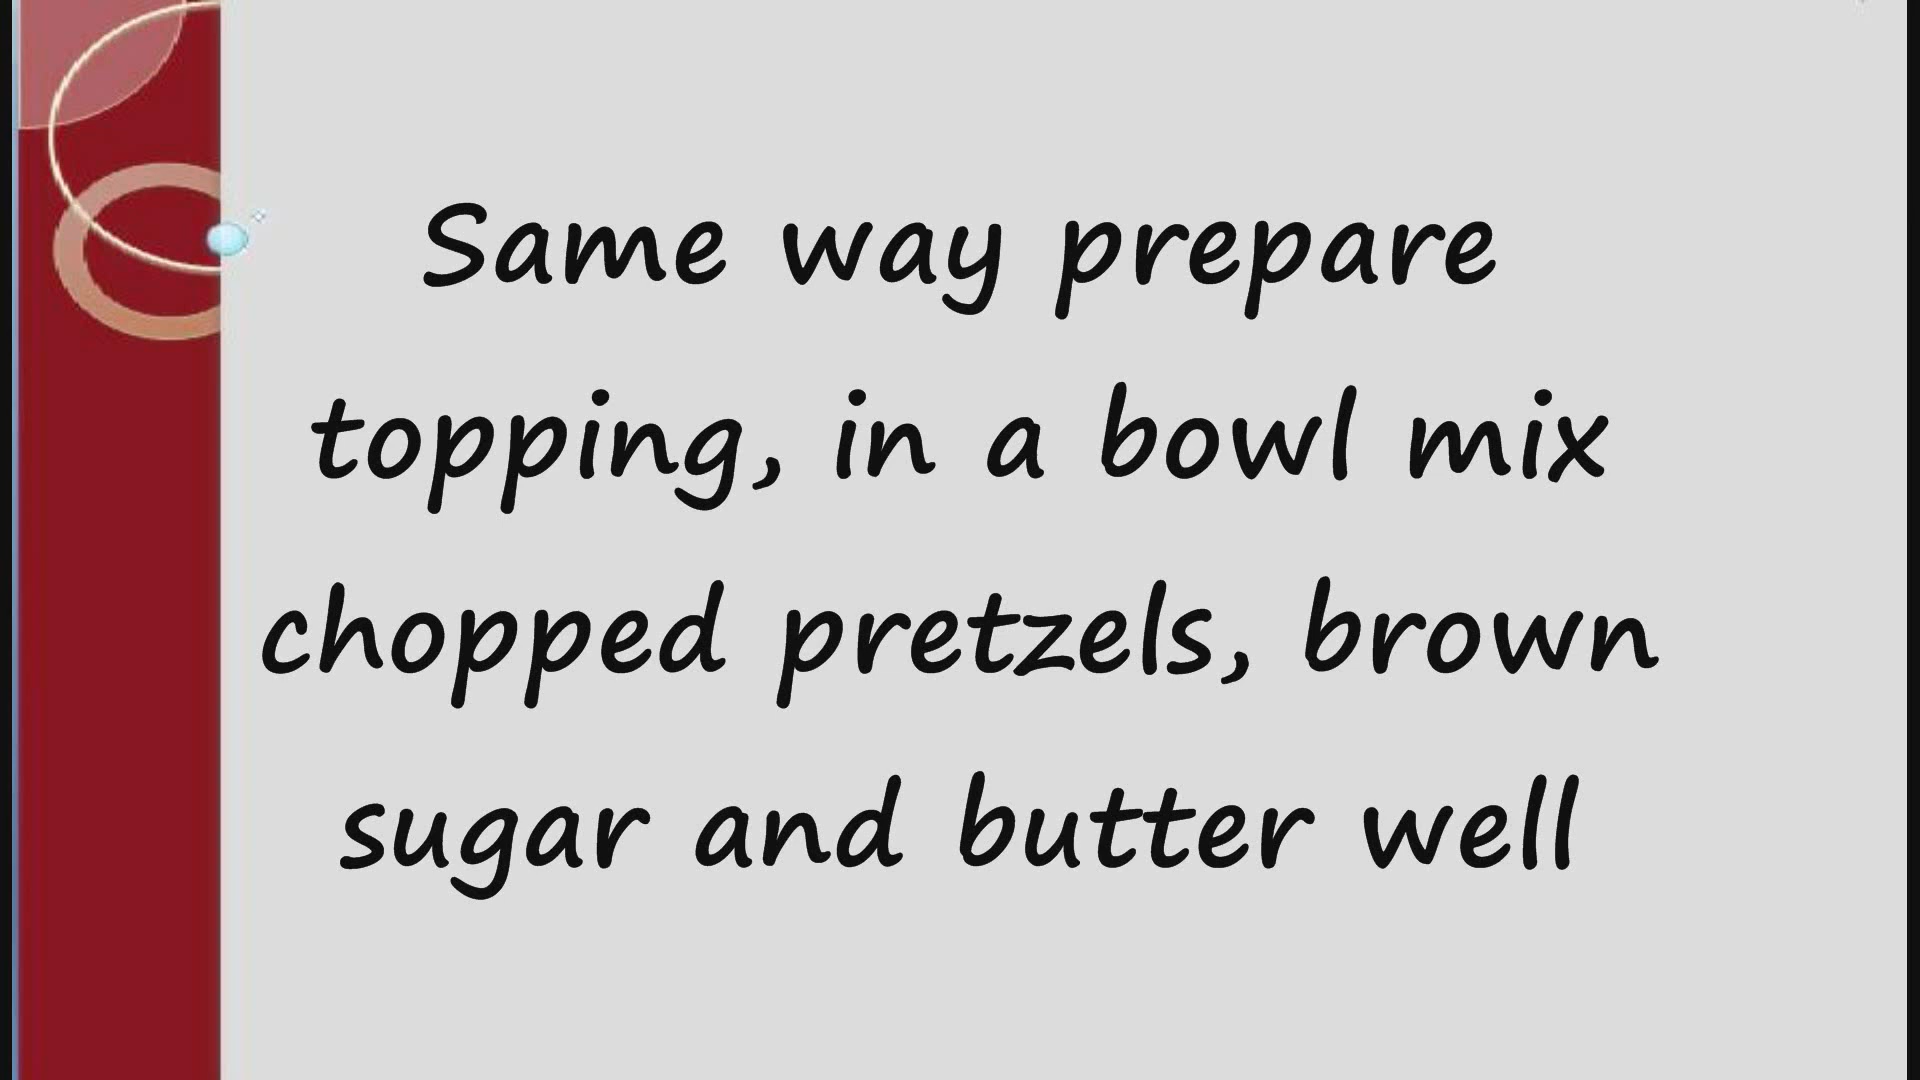 Same way prepare
topping, in a bowl mix
chopped pretzels, brown
sugar and butter well